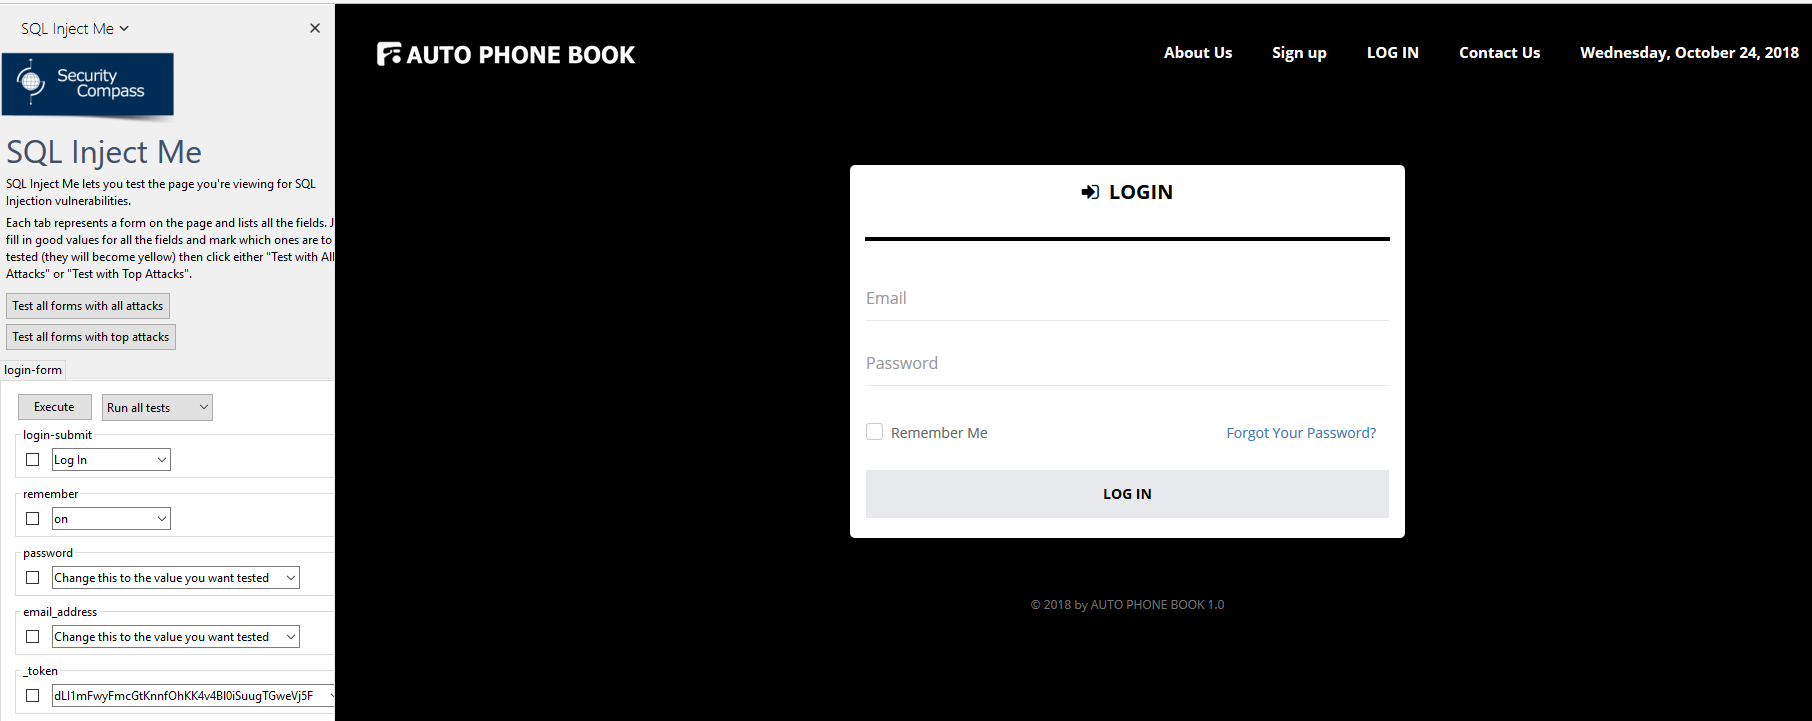 SQL Inject Me
Security
Compass
SQL Inject Me
SQL Inject Me lets you test the page you're viewing for SQL
Injection vulnerabilities.
Each tab represents a form on the page and lists all the fields. J
fill in good values for all the fields and mark which ones are to
tested (they will become yellow) then click either "Test with All
Attacks" or "Test with Top Attacks".
Test all forms with all attacks
Test all forms with top attacks
login-form
Execute Run all tests
login-submit
Log In
remember
on
password
Change this to the value you want tested
email_address
Change this to the value you want tested
_token
dLI1mFwyFmcGtKnnfOhKK4v4Bl0iSuugTGweVj5F
AUTO PHONE BOOK
About Us Sign up LOG IN Contact Us Wednesday, October 24, 2018
LOGIN
Email
Password
Remember Me Forgot Your Password?
LOG IN
© 2018 by AUTO PHONE BOOK 1.0